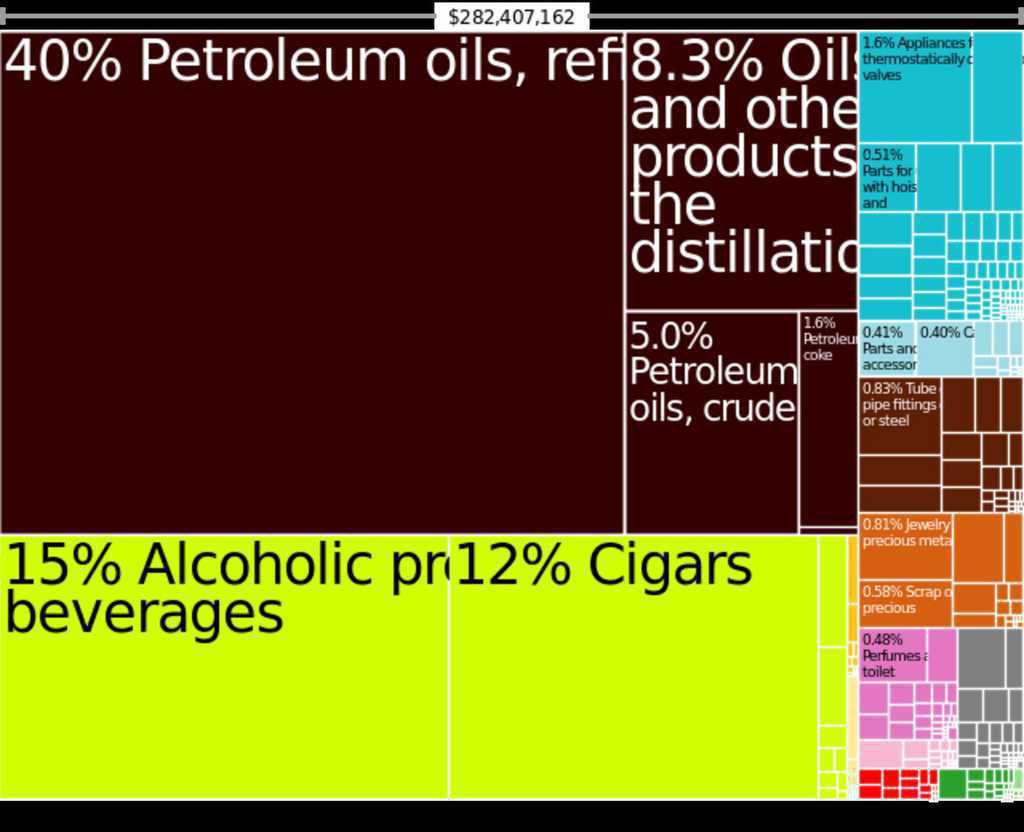 $282,407,162
40% Petroleum oils, refi
8.3% Oils
and othe
products
the
distillatio
5.0%
Petroleum
oils, crude
1.6%
Petroleum
coke
15% Alcoholic pr
beverages
12% Cigars
1.6% Appliances f
thermostatically c
valves
0.51%
Parts for
with hois
and
0.41%
Parts and
accessor
0.40% C
0.83% Tube
pipe fittings
or steel
0.81% Jewelry
precious meta
0.58% Scrap o
precious
0.48%
Perfumes a
toilet